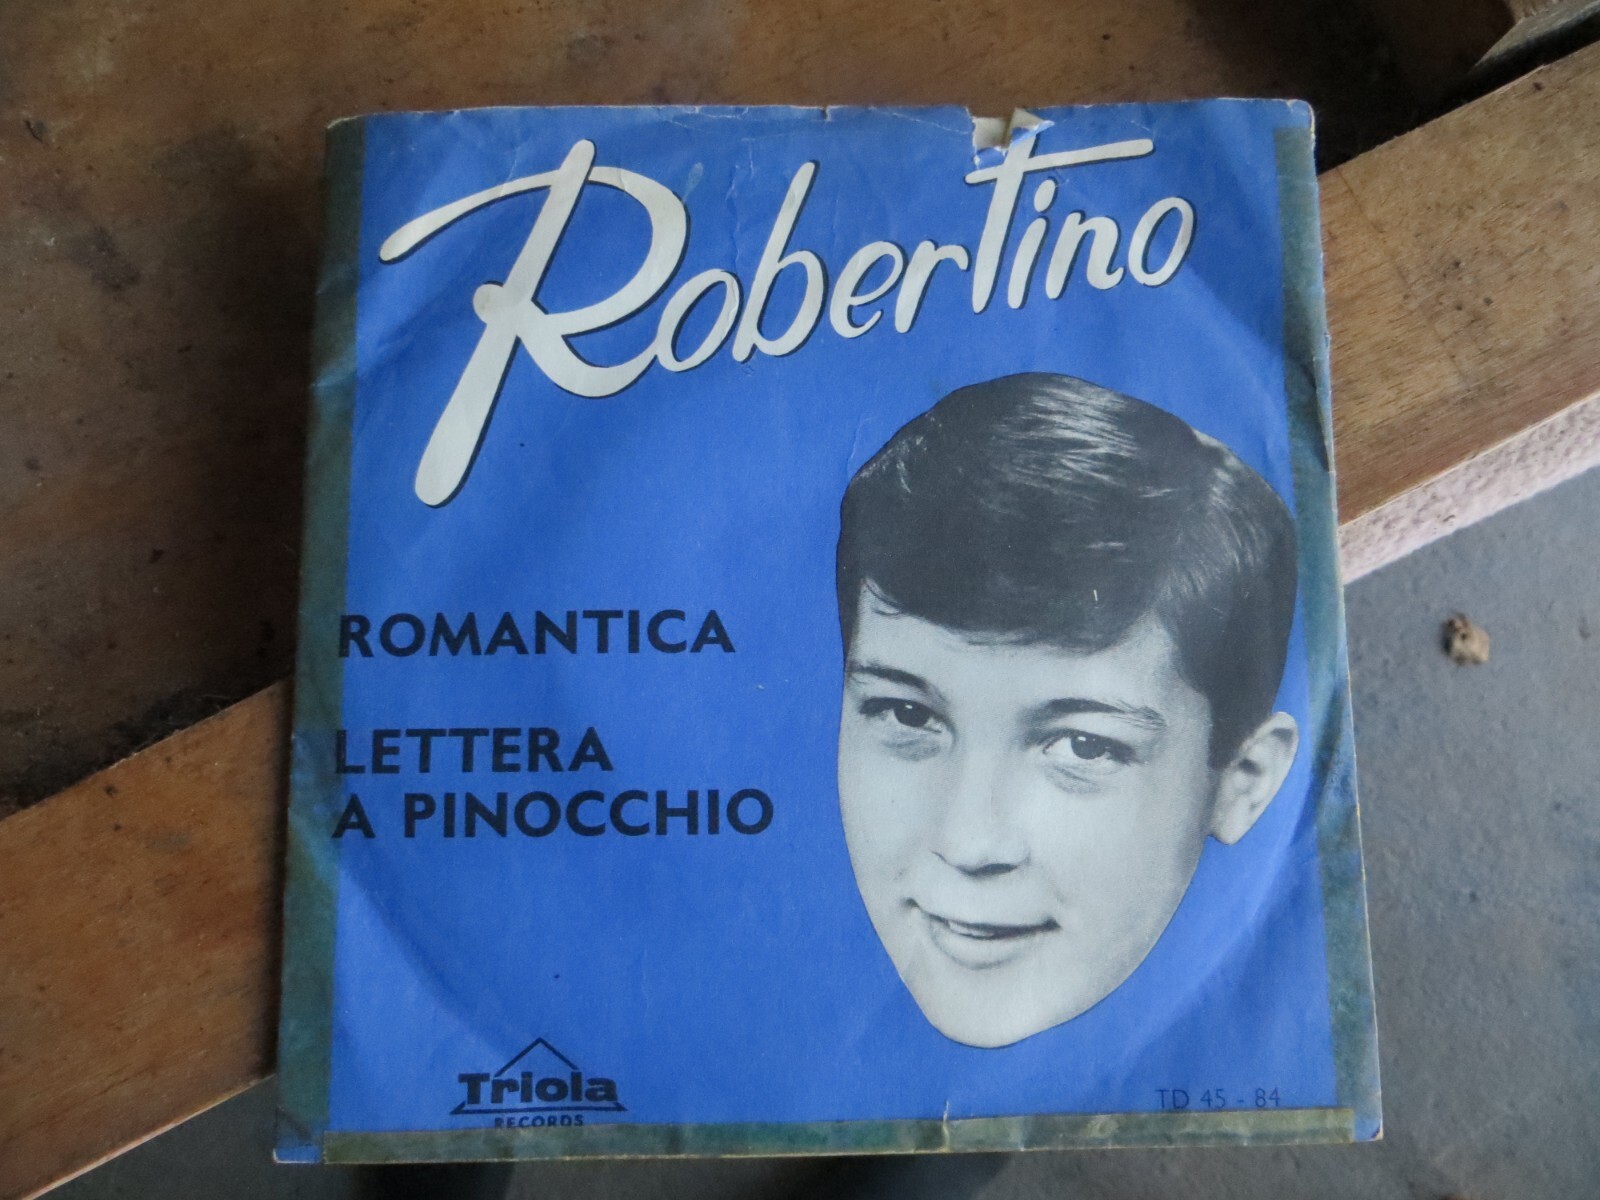 Robertino
ROMANTICA
LETTERA
A PINOCCHIO
Triola
RECORDS
TD 45 - 84